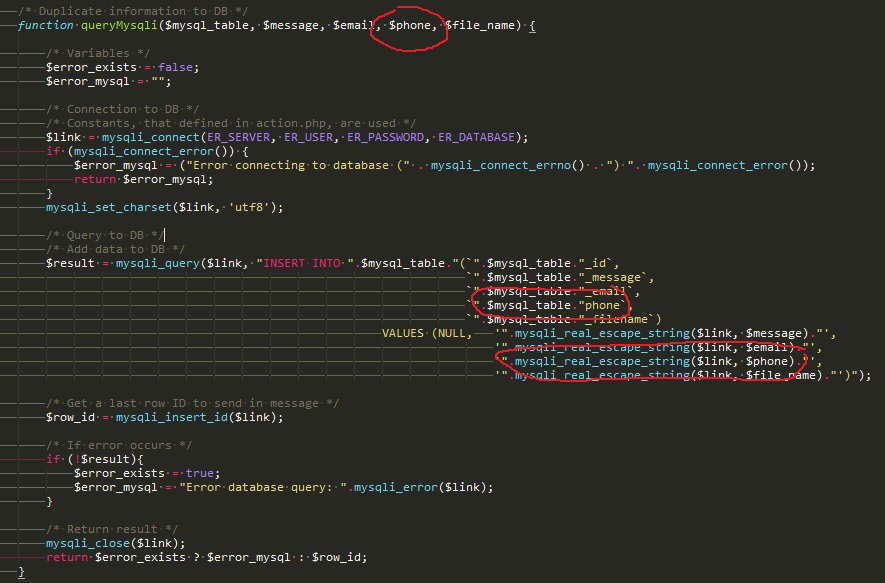 /* Duplicate information to DB */
function queryMysqli($mysql_table, $message, $email, $phone, $file_name) {
/* Variables */
$error_exists = false;
$error_mysql = "";
/* Connection to DB */
/* Constants, that defined in action.php, are used */
$link = mysqli_connect(ER_SERVER, ER_USER, ER_PASSWORD, ER_DATABASE);
if (mysqli_connect_error()) {
$error_mysql = ("Error connecting to database (" . mysqli_connect_errno() . ") ". mysqli_connect_error());
return $error_mysql;
}
mysqli_set_charset($link, 'utf8');
/* Query to DB */
/* Add data to DB */
$result = mysqli_query($link, "INSERT INTO ".$mysql_table."(`".$mysql_table."_id`,
`".$mysql_table."_message`,
`".$mysql_table."_email`,
`".$mysql_table."phone`,
`".$mysql_table."_filename`)
VALUES (NULL, '".mysqli_real_escape_string($link, $message)."',
'".mysqli_real_escape_string($link, $email)."',
'".mysqli_real_escape_string($link, $phone)."',
'".mysqli_real_escape_string($link, $file_name)."')");
/* Get a last row ID to send in message */
$row_id = mysqli_insert_id($link);
/* If error occurs */
if (!$result){
$error_exists = true;
$error_mysql = "Error database query: ".mysqli_error($link);
}
/* Return result */
mysqli_close($link);
return $error_exists ? $error_mysql : $row_id;
}